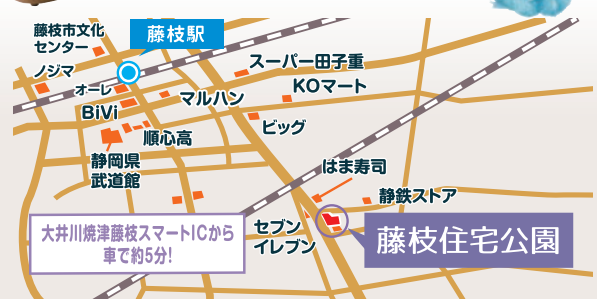 藤枝市文化
センター
藤枝駅
ノジマ
オーレ
BiVi
マルハン
スーパー田子重
KOマート
ビッグ
順心高
静岡県
武道館
はま寿司
静鉄ストア
セブン
イレブン
藤枝住宅公園
大井川焼津藤枝スマートICから
車で約5分!